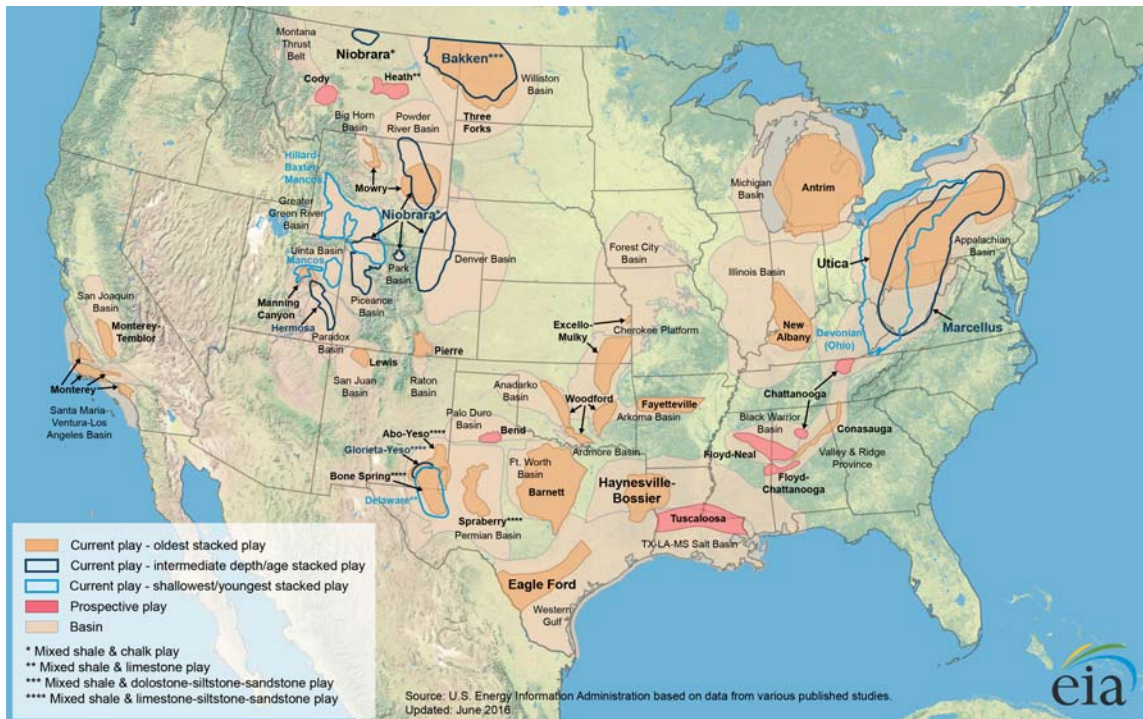 Montana
Thrust
Belt
Niobrara*
Bakken***
Williston
Basin
Cody
Heath**
Big Horn
Basin
Powder
River Basin
Three
Forks
Hillard-
Baxter-
Mancos
Mowry
Greater
Green River
Basin
Niobrara*
Uinta Basin
Mancos
Park
Basin
Denver Basin
Manning
Canyon
Piceance
Basin
Hermosa
Paradox
Basin
San Joaquin
Basin
Monterey-
Temblor
Monterey
Santa Maria-
Ventura-Los
Angeles Basin
Lewis
San Juan
Basin
Pierre
Raton
Basin
Forest City
Basin
Excello-
Mulky
Cherokee Platform
Michigan
Basin
Antrim
Illinois Basin
New
Albany
Utica
Appalachian
Basin
Devonian
(Ohio)
Marcellus
Anadarko
Basin
Woodford
Fayetteville
Arkoma Basin
Palo Duro
Basin
Bend
Ardmore Basin
Abo-Yeso****
Glorieta-Yeso****
Bone Spring****
Delaware**
Ft. Worth
Basin
Barnett
Spraberry****
Permian Basin
Haynesville-
Bossier
Chattanooga
Black Warrior
Basin
Conasauga
Floyd-Neal
Valley & Ridge
Province
Floyd-
Chattanooga
Tuscaloosa
TX-LA-MS Salt Basin
Eagle Ford
Western
Gulf
Current play - oldest stacked play
Current play - intermediate depth/age stacked play
Current play - shallowest/youngest stacked play
Prospective play
Basin
* Mixed shale & chalk play
** Mixed shale & limestone play
*** Mixed shale & dolostone-siltstone-sandstone play
**** Mixed shale & limestone-siltstone-sandstone play
Source: U.S. Energy Information Administration based on data from various published studies.
Updated: June 2016
eia